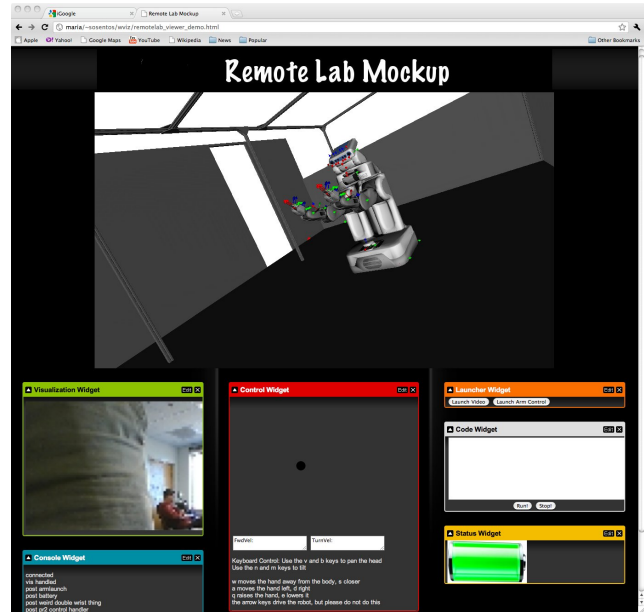 iGoogle
Remote Lab Mockup
maria/~sosentos/wviz/remotelab_viewer_demo.html
Apple Yahoo! Google Maps YouTube Wikipedia News Popular Other Bookmarks
Remote Lab Mockup
Visualization Widget Edit
Control Widget Edit
Launcher Widget Edit
Launch Video Launch Arm Control
Code Widget Edit
Run! Stop!
FwdVel: TurnVel:
Status Widget Edit
Console Widget Edit
Keyboard Control: Use the v and b keys to pan the head
Use the n and m keys to tilt
w moves the hand away from the body, s closer
a moves the hand left, d right
q raises the hand, e lowers it
the arrow keys drive the robot, but please do not do this
connected
vis handled
post armlaunch
post battery
post weird double wrist thing
post pr2 control handler